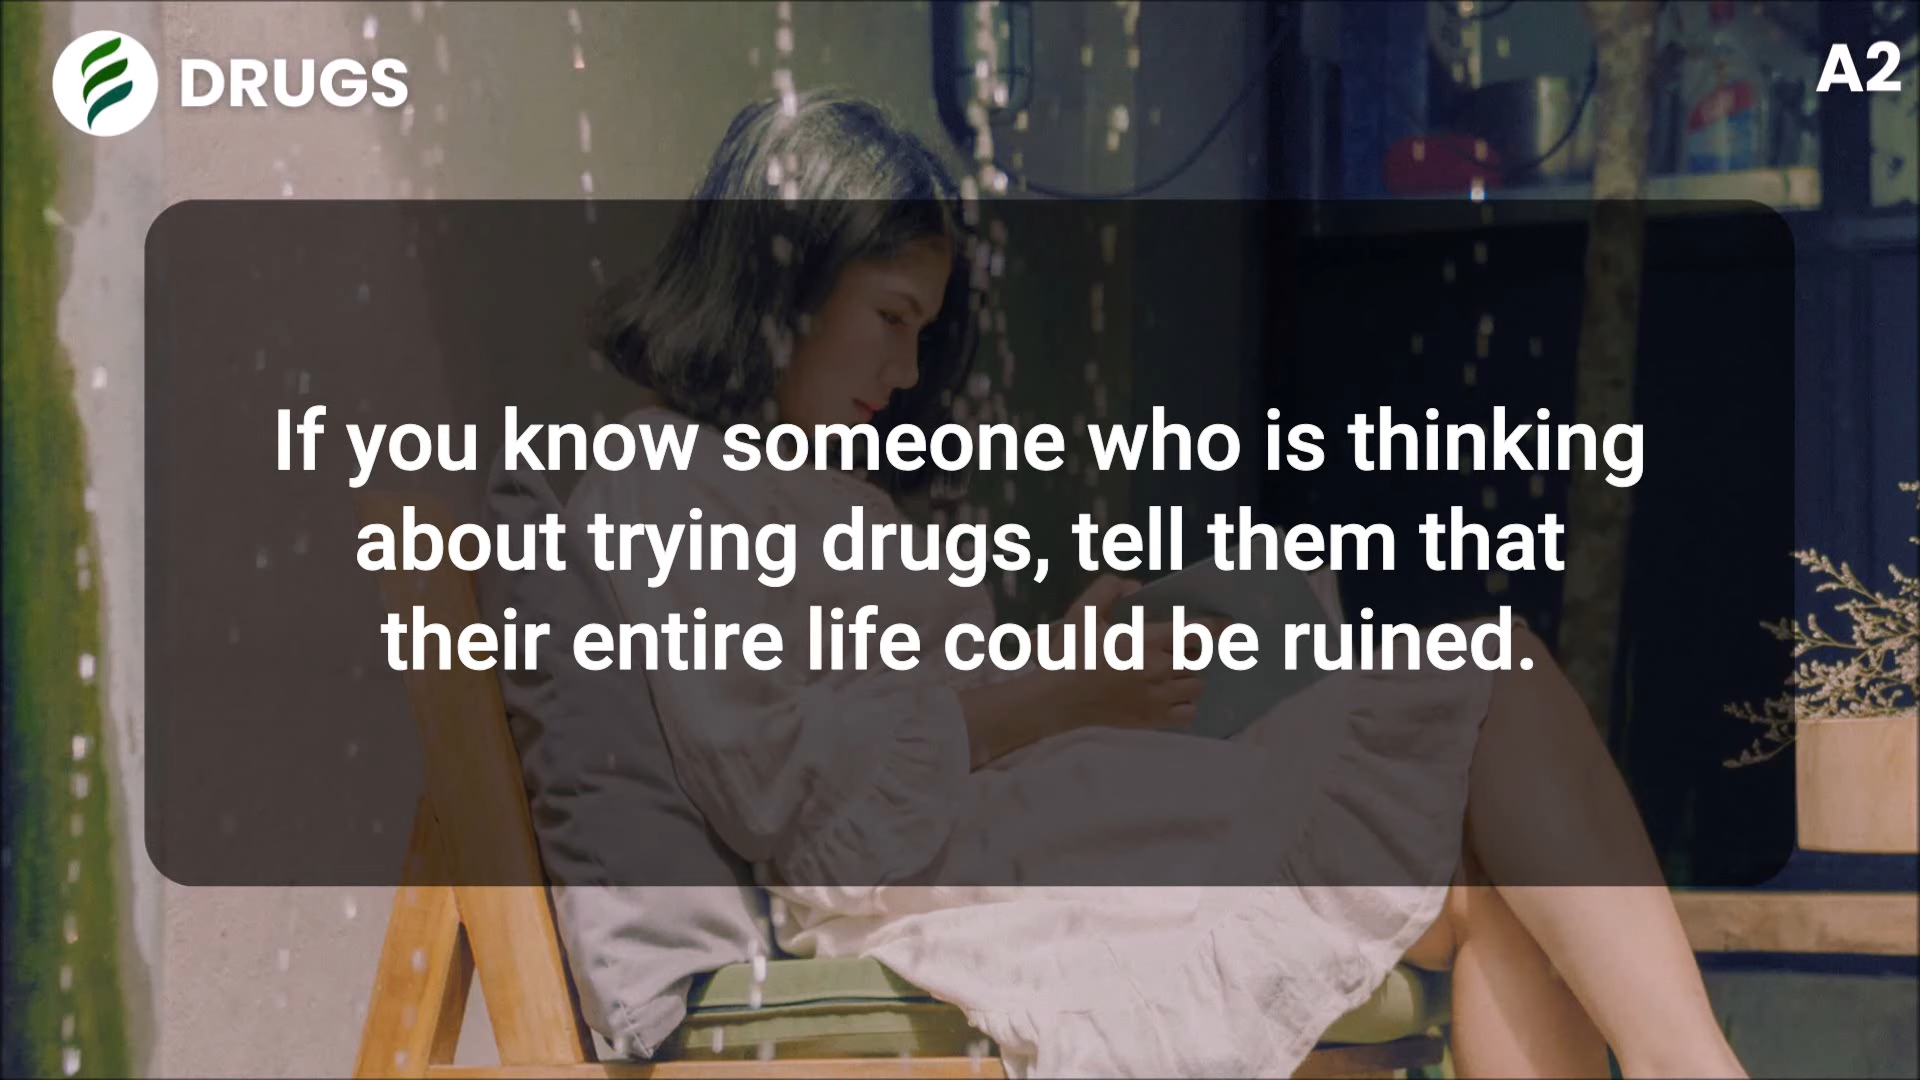 DRUGS
A2
If you know someone who is thinking
about trying drugs, tell them that
their entire life could be ruined.